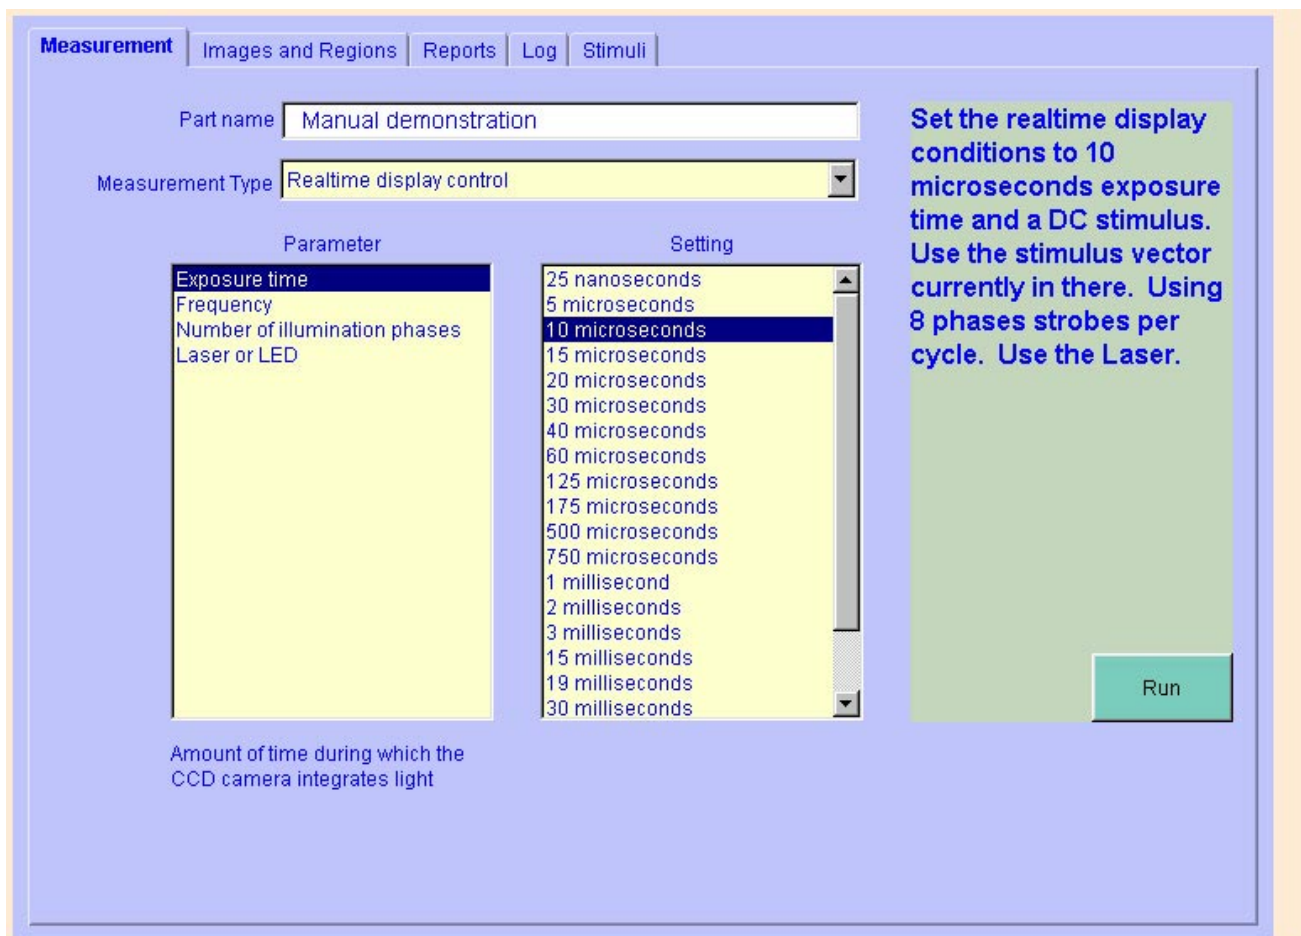 Measurement Images and Regions Reports Log Stimuli
Part name Manual demonstration
Measurement Type Realtime display control
Parameter
Exposure time
Frequency
Number of illumination phases
Laser or LED
Amount of time during which the
CCD camera integrates light
Setting
25 nanoseconds
5 microseconds
10 microseconds
15 microseconds
20 microseconds
30 microseconds
40 microseconds
60 microseconds
125 microseconds
175 microseconds
500 microseconds
750 microseconds
1 millisecond
2 milliseconds
3 milliseconds
15 milliseconds
19 milliseconds
30 milliseconds
Set the realtime display
conditions to 10
microseconds exposure
time and a DC stimulus.
Use the stimulus vector
currently in there.  Using
8 phases strobes per
cycle.  Use the Laser.
Run